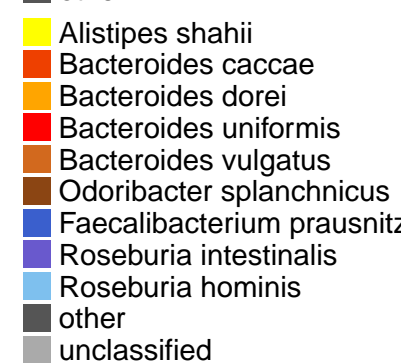 Alistipes shahii
Bacteroides caccae
Bacteroides dorei
Bacteroides uniformis
Bacteroides vulgatus
Odoribacter splanchnicus
Faecalibacterium prausnitz
Roseburia intestinalis
Roseburia hominis
other
unclassified